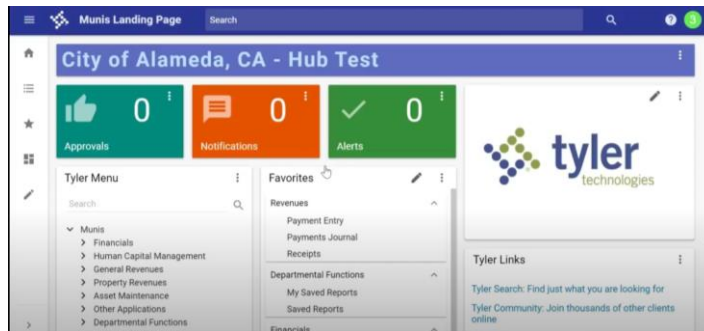 Munis Landing Page
Search
3
City of Alameda, CA - Hub Test
0
Approvals
0
Notifications
0
Alerts
tyler
technologies
Tyler Menu
Search
Munis
Financials
Human Capital Management
General Revenues
Property Revenues
Asset Maintenance
Other Applications
Departmental Functions
Favorites
Revenues
Payment Entry
Payments Journal
Receipts
Departmental Functions
My Saved Reports
Saved Reports
Financials
Tyler Links
Tyler Search: Find just what you are looking for
Tyler Community: Join thousands of other clients
online